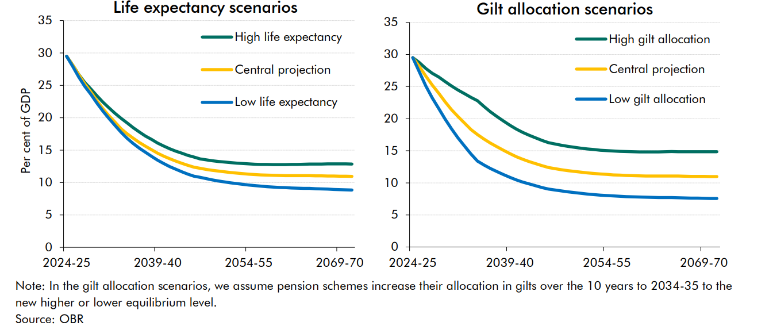 Life expectancy scenarios
35
30
25
20
15
10
5
0
Per cent of GDP
High life expectancy
Central projection
Low life expectancy
2024-25 2039-40 2054-55 2069-70
Gilt allocation scenarios
35
30
25
20
15
10
5
0
High gilt allocation
Central projection
Low gilt allocation
2024-25 2039-40 2054-55 2069-70
Note: In the gilt allocation scenarios, we assume pension schemes increase their allocation in gilts over the 10 years to 2034-35 to the
new higher or lower equilibrium level.
Source: OBR